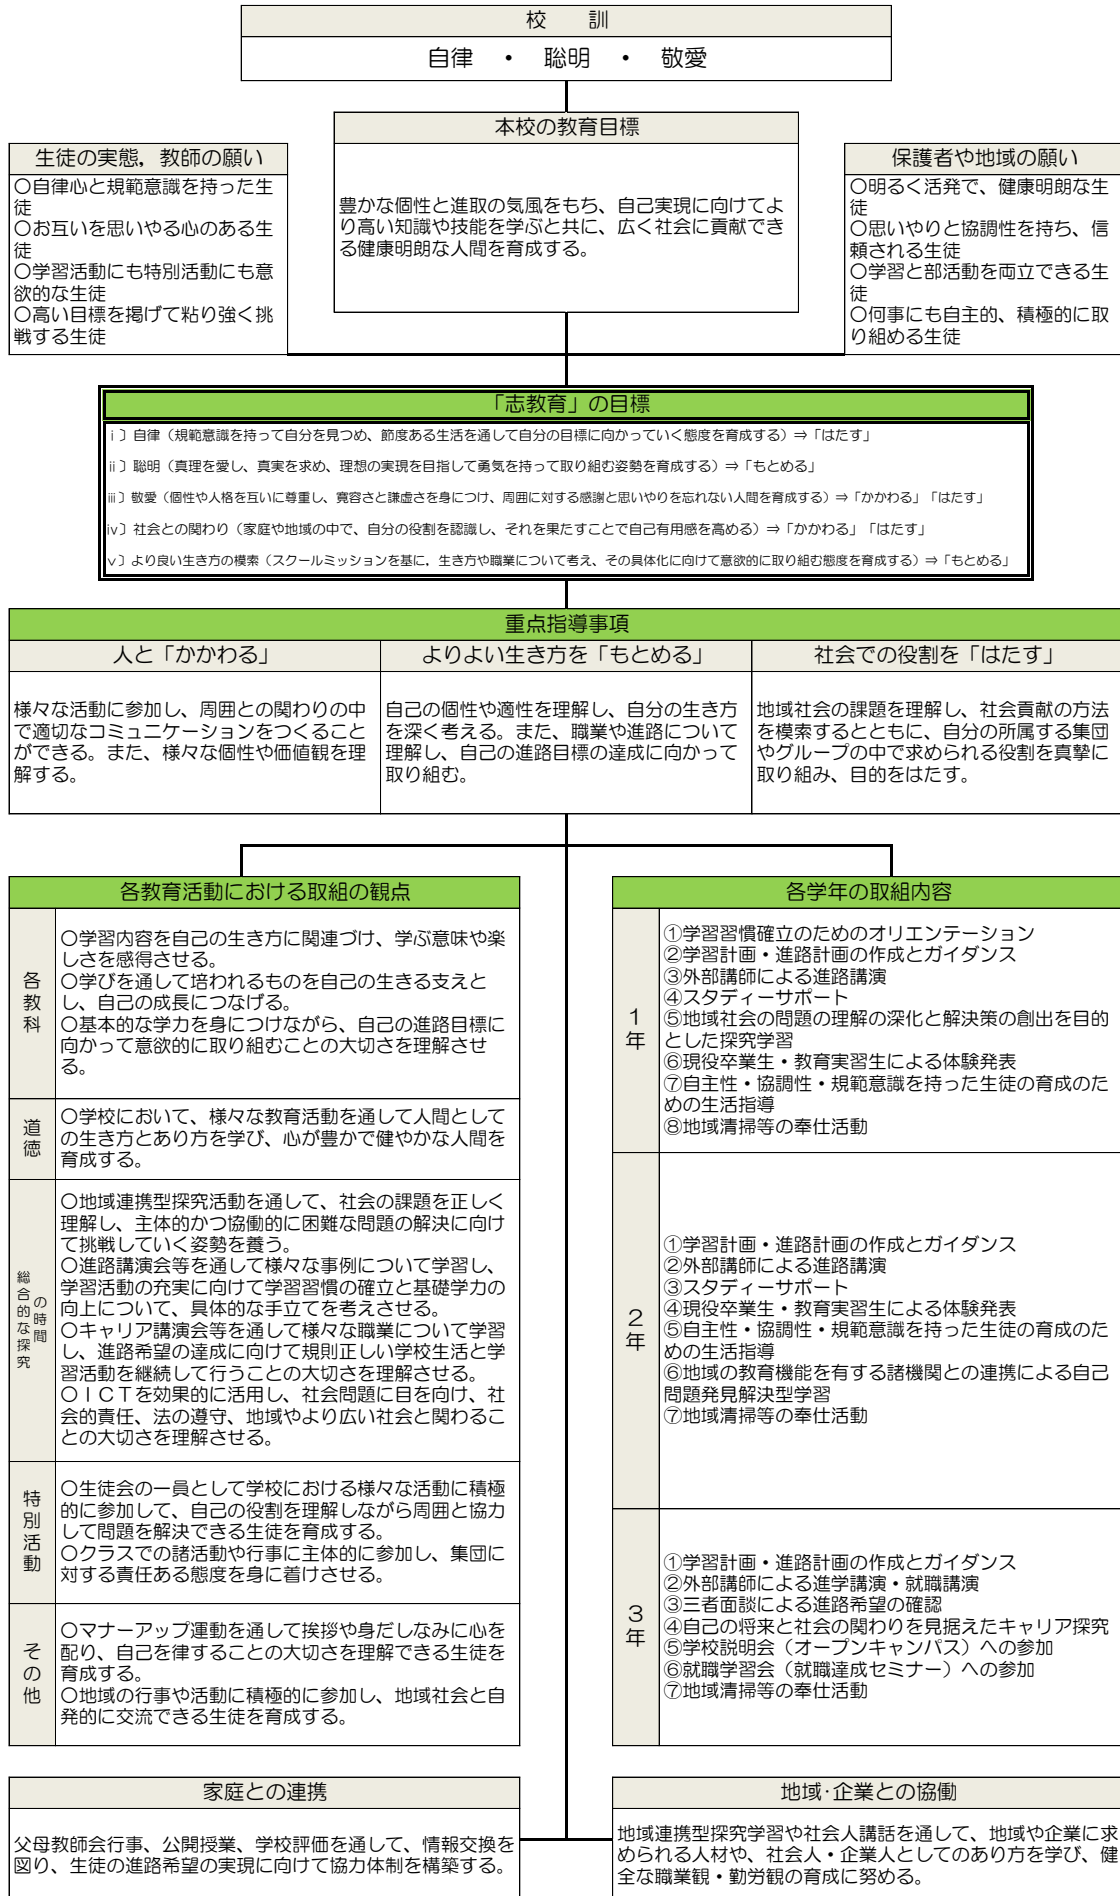 校　訓
自律　・　聡明　・　敬愛
本校の教育目標
豊かな個性と進取の気風をもち、自己実現に向けてよ
り高い知識や技能を学ぶと共に、広く社会に貢献でき
る健康明朗な人間を育成する。
生徒の実態，教師の願い
〇自律心と規範意識を持った生
徒
〇お互いを思いやる心のある生
徒
〇学習活動にも特別活動にも意
欲的な生徒
〇高い目標を掲げて粘り強く挑
戦する生徒
保護者や地域の願い
〇明るく活発で、健康明朗な生
徒
〇思いやりと協調性を持ち、信
頼される生徒
〇学習と部活動を両立できる生
徒
〇何事にも自主的、積極的に取
り組める生徒
「志教育」の目標
ⅰ〕自律（規範意識を持って自分を見つめ、節度ある生活を通して自分の目標に向かっていく態度を育成する）⇒「はたす」
ⅱ〕聡明（真理を愛し、真実を求め、理想の実現を目指して勇気を持って取り組む姿勢を育成する）⇒「もとめる」
ⅲ〕敬愛（個性や人格を互いに尊重し、寛容さと謙虚さを身につけ、周囲に対する感謝と思いやりを忘れない人間を育成する）⇒「かかわる」「はたす」
ⅳ〕社会との関わり（家庭や地域の中で、自分の役割を認識し、それを果たすことで自己有用感を高める）⇒「かかわる」「はたす」
ⅴ〕より良い生き方の模索（スクールミッションを基に，生き方や職業について考え、その具体化に向けて意欲的に取り組む態度を育成する）⇒「もとめる」
重点指導事項
人と「かかわる」
様々な活動に参加し、周囲との関わりの中
で適切なコミュニケーションをつくること
ができる。また、様々な個性や価値観を理
解する。
よりよい生き方を「もとめる」
自己の個性や適性を理解し、自分の生き方
を深く考える。また、職業や進路について
理解し、自己の進路目標の達成に向かって
取り組む。
社会での役割を「はたす」
地域社会の課題を理解し、社会貢献の方法
を模索するとともに、自分の所属する集団
やグループの中で求められる役割を真摯に
取り組み、目的をはたす。
各教育活動における取組の観点
各教科
〇学習内容を自己の生き方に関連づけ、学ぶ意味や楽
しさを感得させる。
〇学びを通して培われるものを自己の生きる支えと
し、自己の成長につなげる。
〇基本的な学力を身につけながら、自己の進路目標に
向かって意欲的に取り組むことの大切さを理解させ
る。
道徳
〇学校において、様々な教育活動を通して人間として
の生き方とあり方を学び、心が豊かで健やかな人間を
育成する。
総合的な探究
の時間
〇地域連携型探究活動を通して、社会の課題を正しく
理解し、主体的かつ協働的に困難な問題の解決に向け
て挑戦していく姿勢を養う。
〇進路講演会等を通して様々な事例について学習し、
学習活動の充実に向けて学習習慣の確立と基礎学力の
向上について、具体的な手立てを考えさせる。
〇キャリア講演会等を通して様々な職業について学習
し、進路希望の達成に向けて規則正しい学校生活と学
習活動を継続して行うことの大切さを理解させる。
〇ＩＣＴを効果的に活用し、社会問題に目を向け、社
会的責任、法の遵守、地域やより広い社会と関わるこ
との大切さを理解させる。
特別活動
〇生徒会の一員として学校における様々な活動に積極
的に参加して、自己の役割を理解しながら周囲と協力
して問題を解決できる生徒を育成する。
〇クラスでの諸活動や行事に主体的に参加し、集団に
対する責任ある態度を身に着けさせる。
その他
〇マナーアップ運動を通して挨拶や身だしなみに心を
配り、自己を律することの大切さを理解できる生徒を
育成する。
〇地域の行事や活動に積極的に参加し、地域社会と自
発的に交流できる生徒を育成する。
各学年の取組内容
1年
①学習習慣確立のためのオリエンテーション
②学習計画・進路計画の作成とガイダンス
③外部講師による進路講演
④スタディーサポート
⑤地域社会の問題の理解の深化と解決策の創出を目的
とした探究学習
⑥現役卒業生・教育実習生による体験発表
⑦自主性・協調性・規範意識を持った生徒の育成のた
めの生活指導
⑧地域清掃等の奉仕活動
2年
①学習計画・進路計画の作成とガイダンス
②外部講師による進路講演
③スタディーサポート
④現役卒業生・教育実習生による体験発表
⑤自主性・協調性・規範意識を持った生徒の育成のた
めの生活指導
⑥地域の教育機能を有する諸機関との連携による自己
問題発見解決型学習
⑦地域清掃等の奉仕活動
3年
①学習計画・進路計画の作成とガイダンス
②外部講師による進学講演・就職講演
③三者面談による進路希望の確認
④自己の将来と社会の関わりを見据えたキャリア探究
⑤学校説明会（オープンキャンパス）への参加
⑥就職学習会（就職達成セミナー）への参加
⑦地域清掃等の奉仕活動
家庭との連携
父母教師会行事、公開授業、学校評価を通して、情報交換を
図り、生徒の進路希望の実現に向けて協力体制を構築する。
地域・企業との協働
地域連携型探究学習や社会人講話を通して、地域や企業に求
められる人材や、社会人・企業人としてのあり方を学び、健
全な職業観・勤労観の育成に努める。